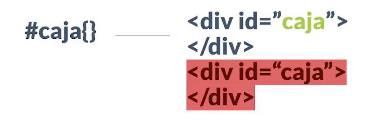 #caja{}
<div id=”caja”>
</div>
<div id=“caja”>
</div>